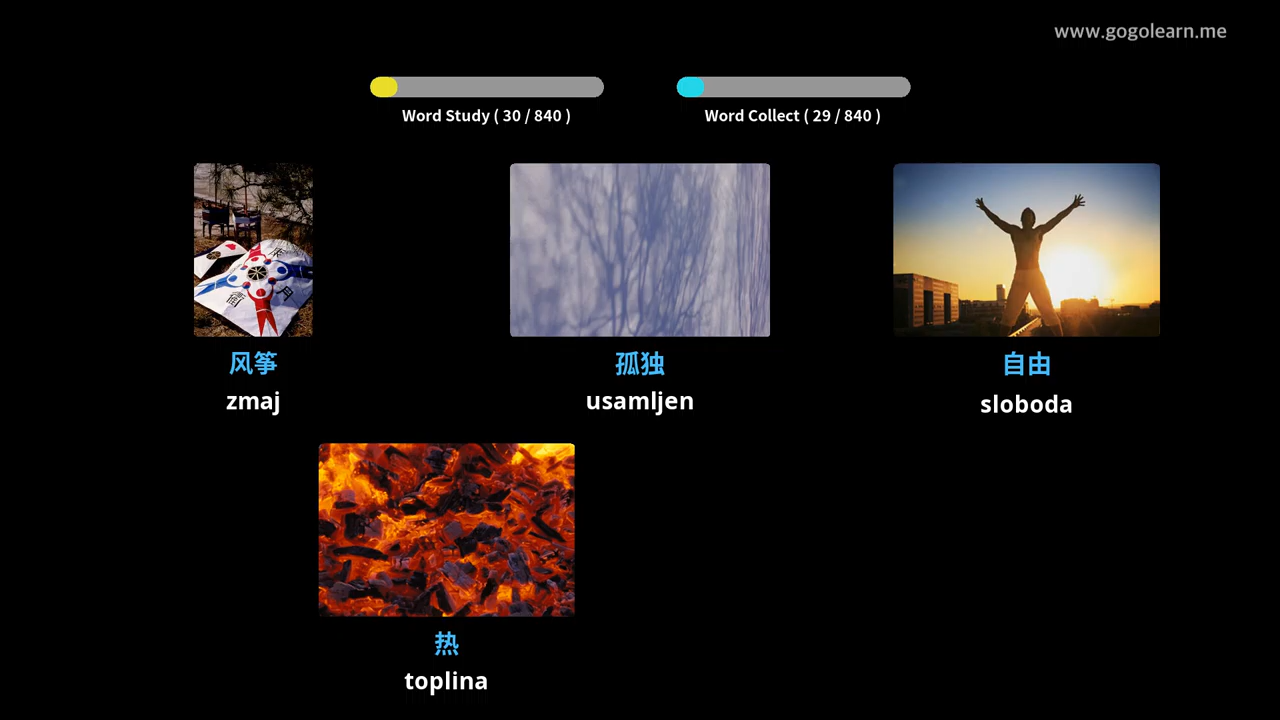 www.gogolearn.me
Word Study ( 30 / 840 )
Word Collect ( 29 / 840 )
风筝
zmaj
孤独
usamljen
自由
sloboda
热
toplina